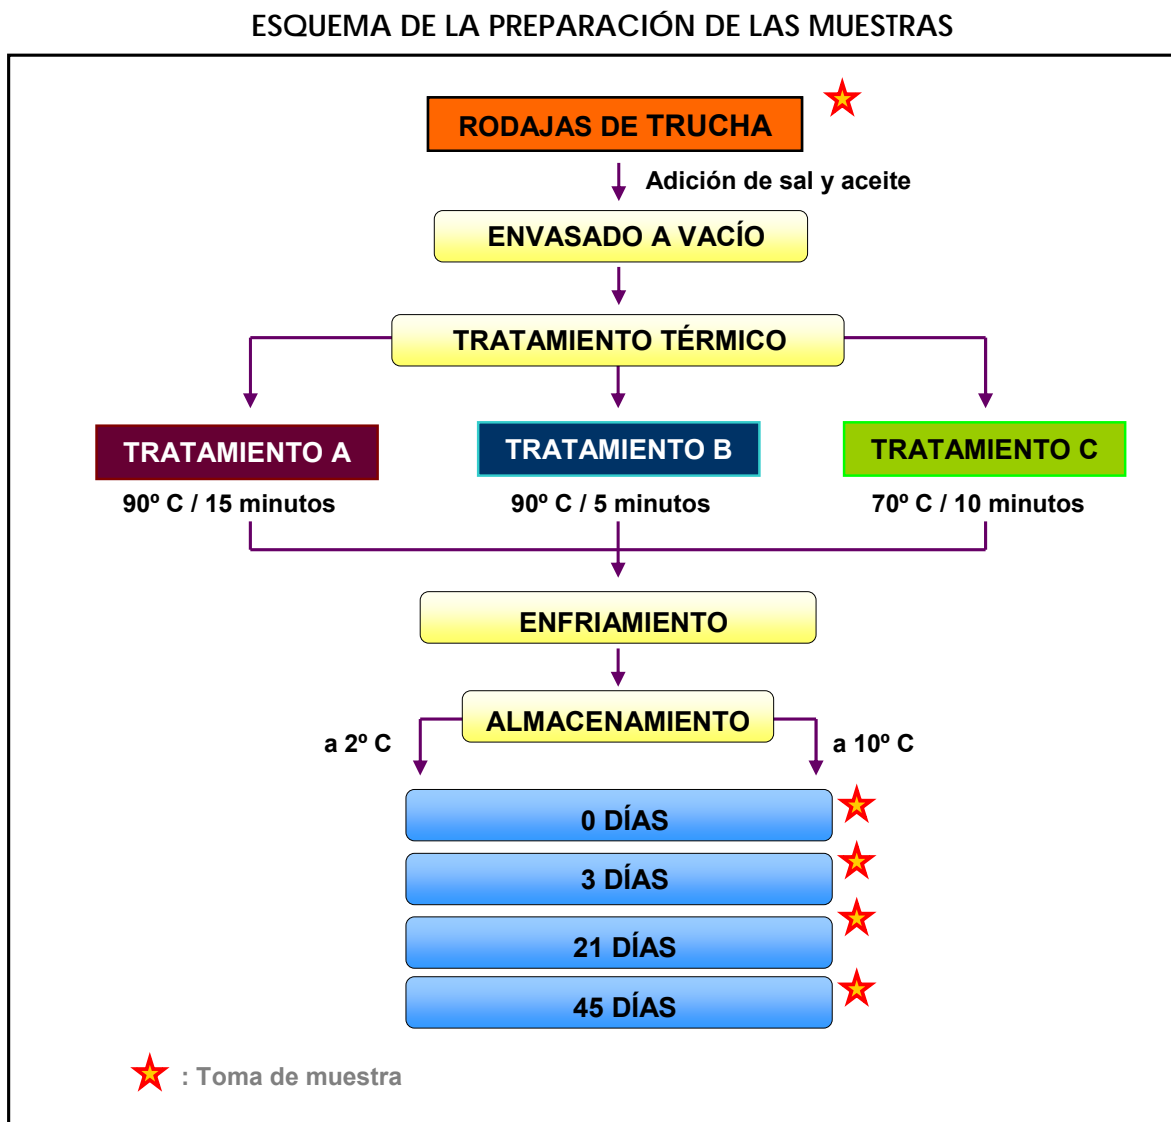 ESQUEMA DE LA PREPARACIÓN DE LAS MUESTRAS
RODAJAS DE TRUCHA
Adición de sal y aceite
ENVASADO A VACÍO
TRATAMIENTO TÉRMICO
TRATAMIENTO A
TRATAMIENTO B
TRATAMIENTO C
90º C / 15 minutos
90º C / 5 minutos
70º C / 10 minutos
ENFRIAMIENTO
ALMACENAMIENTO
a 2º C
a 10º C
0 DÍAS
3 DÍAS
21 DÍAS
45 DÍAS
: Toma de muestra